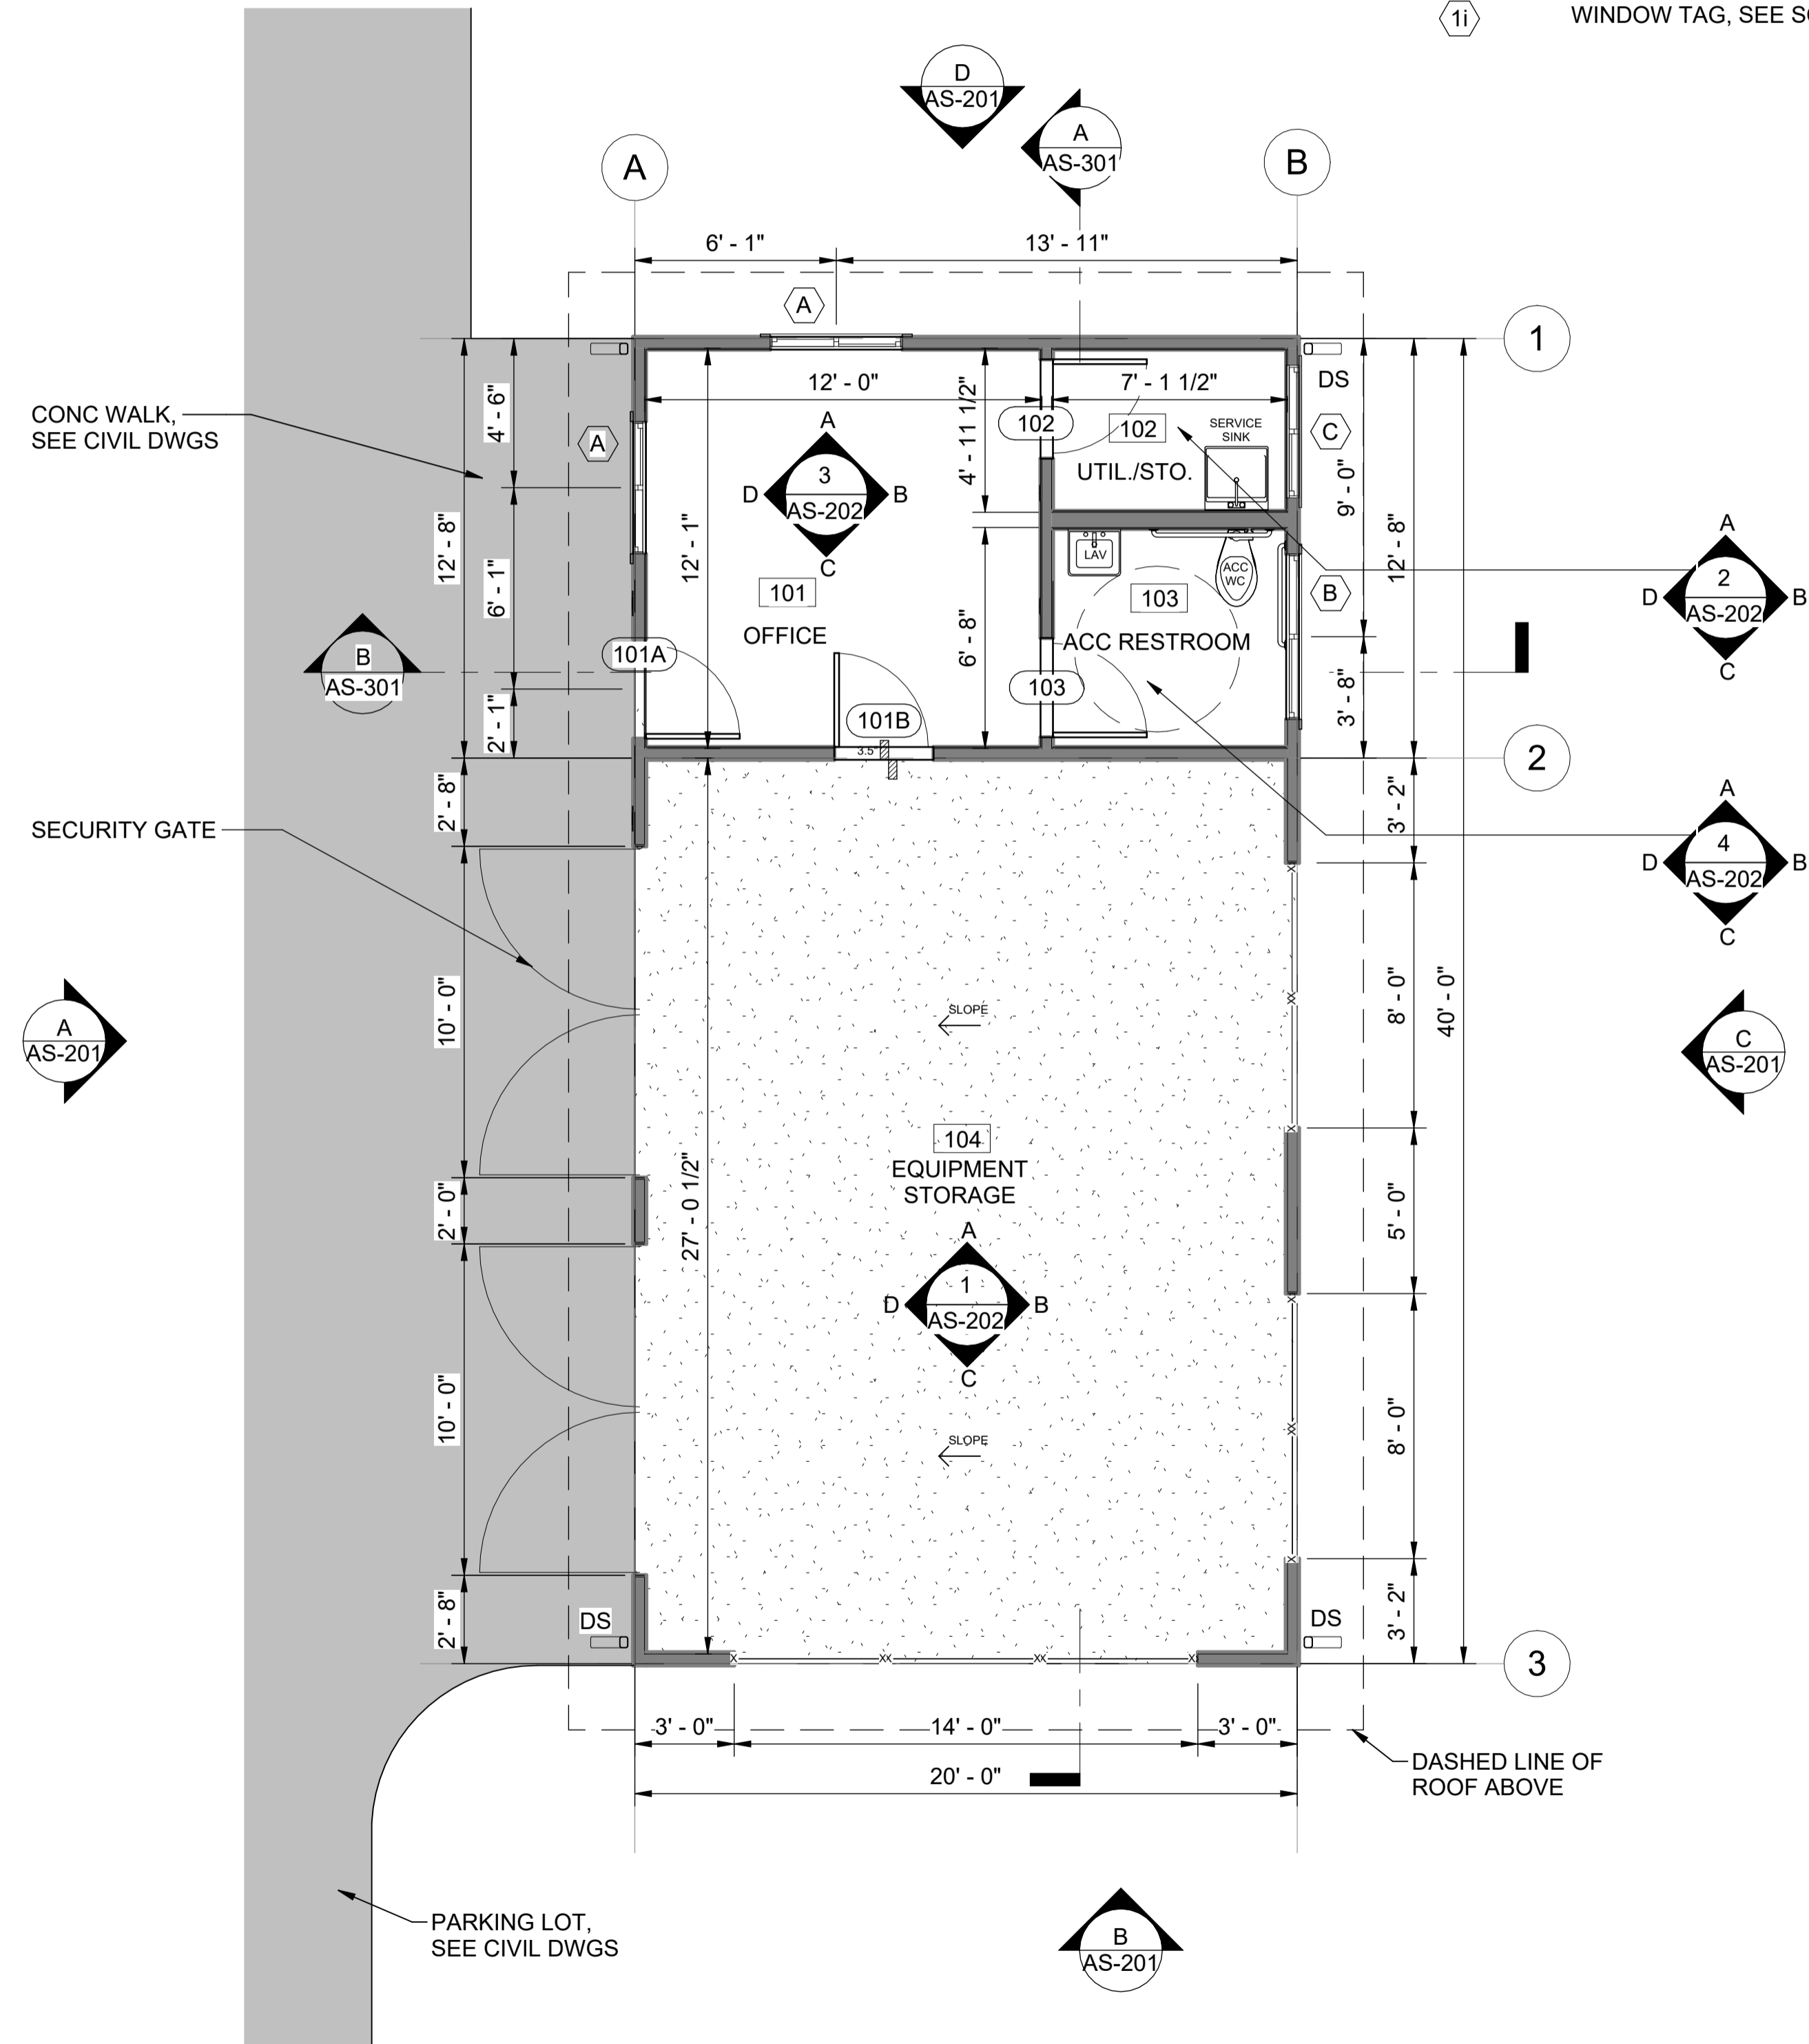 1i
WINDOW TAG, SEE
D
AS-201
A
AS-301
A
B
6' - 1"
13' - 11"
A
1
DS
CONC WALK,
SEE CIVIL DWGS
4' - 6"
12' - 8"
6' - 1"
2' - 1"
A
12' - 0"
12' - 1"
4' - 11 1/2"
7' - 1 1/2"
102
102
SERVICE
SINK
UTIL./STO.
C
9' - 0"
12' - 8"
A
3
AS-202
D
B
C
101
OFFICE
6' - 8"
LAV
ACC
WC
103
ACC RESTROOM
B
A
2
AS-202
D
B
C
B
AS-301
101A
101B
3.5"
103
3' - 8"
2
2' - 8"
3' - 2"
SECURITY GATE
A
4
AS-202
D
B
C
10' - 0"
SLOPE
8' - 0"
40' - 0"
A
AS-201
C
AS-201
104
EQUIPMENT
STORAGE
27' - 0 1/2"
2' - 0"
5' - 0"
A
1
AS-202
D
B
C
10' - 0"
SLOPE
8' - 0"
2' - 8"
DS
DS
3' - 2"
3
3' - 0"
14' - 0"
3' - 0"
20' - 0"
DASHED LINE OF
ROOF ABOVE
PARKING LOT,
SEE CIVIL DWGS
B
AS-201